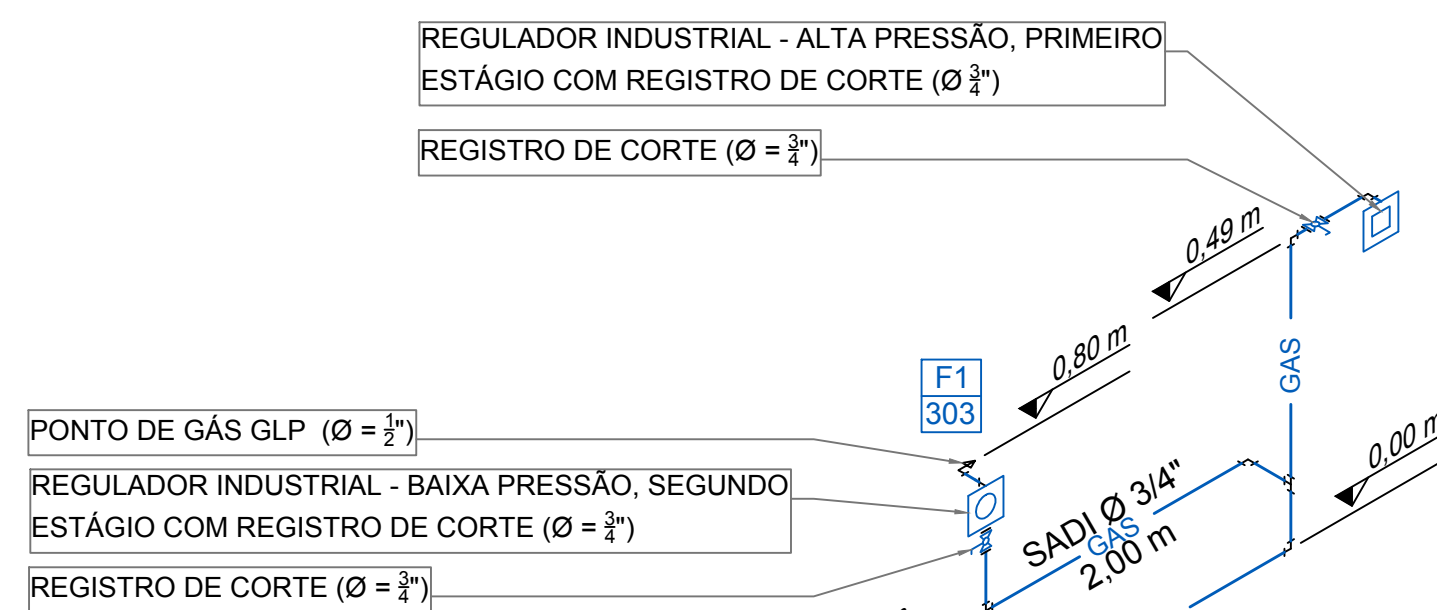 REGULADOR INDUSTRIAL - ALTA PRESSÃO, PRIMEIRO
ESTÁGIO COM REGISTRO DE CORTE (Ø 3/4")
REGISTRO DE CORTE (Ø = 3/4")
0,49 m
0,80 m
F1
303
GAS
0,00 m
PONTO DE GÁS GLP (Ø = 1/2")
REGULADOR INDUSTRIAL - BAIXA PRESSÃO, SEGUNDO
ESTÁGIO COM REGISTRO DE CORTE (Ø = 3/4")
SADI Ø 3/4"
GAS
2,00 m
REGISTRO DE CORTE (Ø = 3/4")